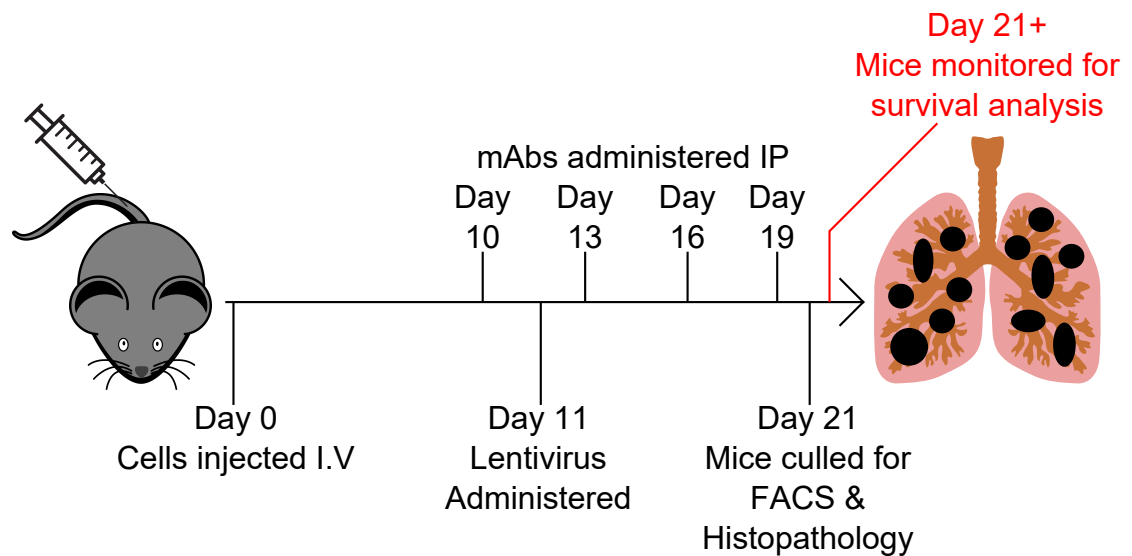 Day 21+
Mice monitored for
survival analysis
mAbs administered IP
Day Day Day Day
10 13 16 19
Day 0
Cells injected I.V
Day 11
Lentivirus
Administered
Day 21
Mice culled for
FACS &
Histopathology